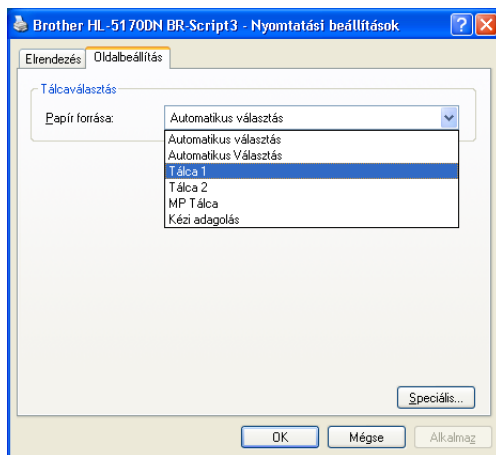 Brother HL-5170DN BR-Script3 - Nyomtatási beállítások
Elrendezés Oldalbeállítás
Tálcaválasztás
Papír forrása: Automatikus választás
Automatikus választás
Automatikus Választás
Tálca 1
Tálca 2
MP Tálca
Kézi adagolás
Speciális...
OK Mégse Alkalmaz